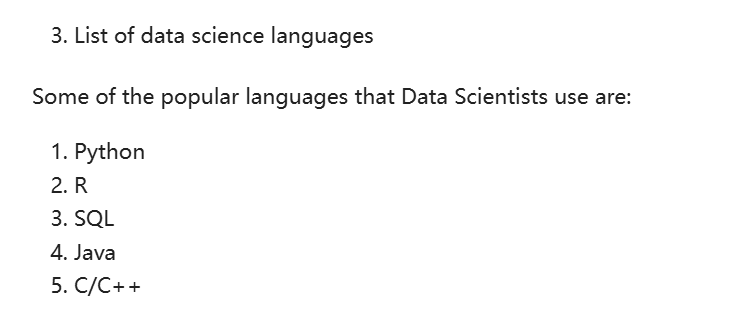 3. List of data science languages
Some of the popular languages that Data Scientists use are:
1. Python
2. R
3. SQL
4. Java
5. C/C++